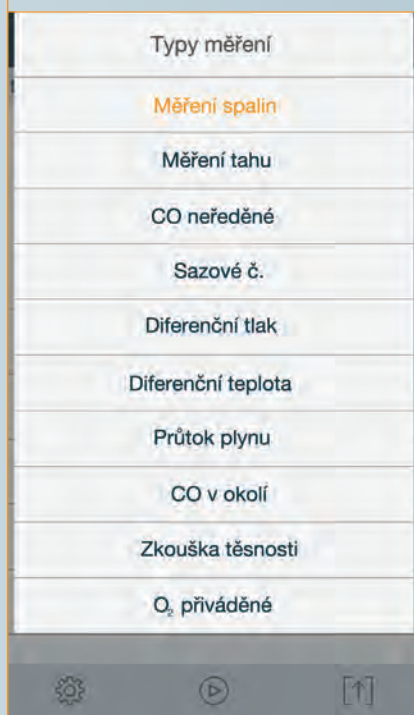 Typy měření
Měření spalin
Měření tahu
CO neředěné
Sazové č.
Diferenční tlak
Diferenční teplota
Průtok plynu
CO v okolí
Zkouška těsnosti
O₂ přiváděné